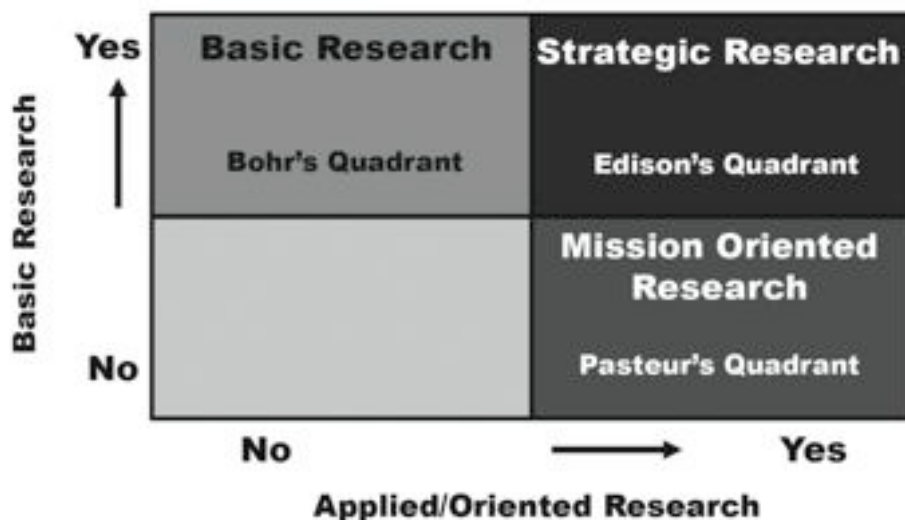 Yes
Basic Research
Strategic Research
Bohr's Quadrant
Edison's Quadrant
Basic Research
Mission Oriented
Research
Pasteur's Quadrant
No
No
Yes
Applied/Oriented Research